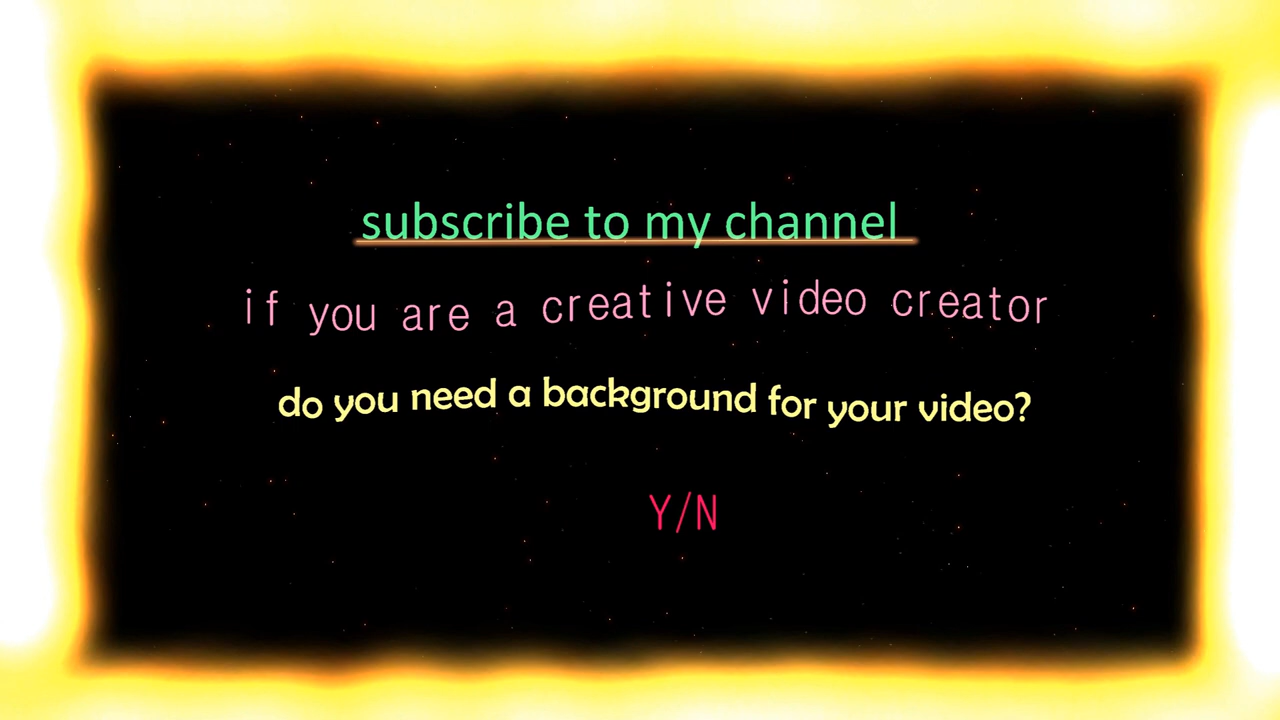 subscribe to my channel
if you are a creative video creator
do you need a background for your video?
Y/N